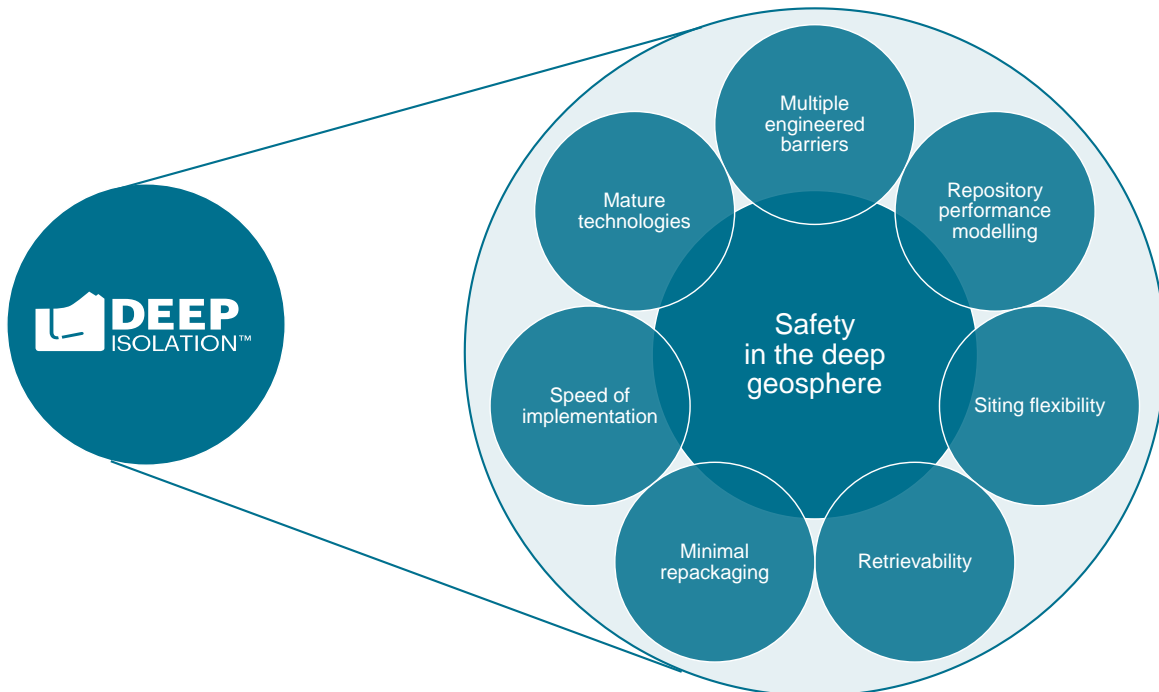 DEEP
ISOLATION™
Multiple
engineered
barriers
Mature
technologies
Repository
performance
modelling
Safety
in the deep
geosphere
Speed of
implementation
Siting flexibility
Minimal
repackaging
Retrievability